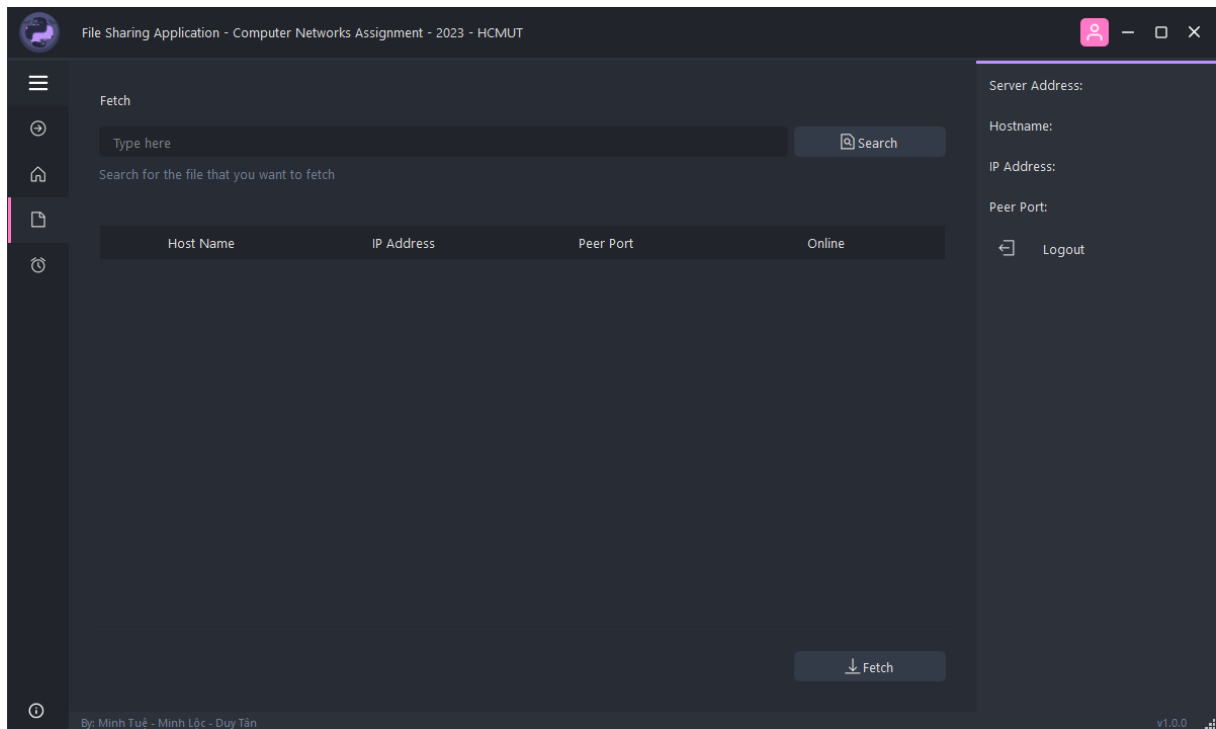 File Sharing Application - Computer Networks Assignment - 2023 - HCMUT
Fetch
Type here
Search
Search for the file that you want to fetch
Host Name IP Address Peer Port Online
Fetch
Server Address:
Hostname:
IP Address:
Peer Port:
Logout
By: Minh Tuệ - Minh Lộc - Duy Tân
v1.0.0